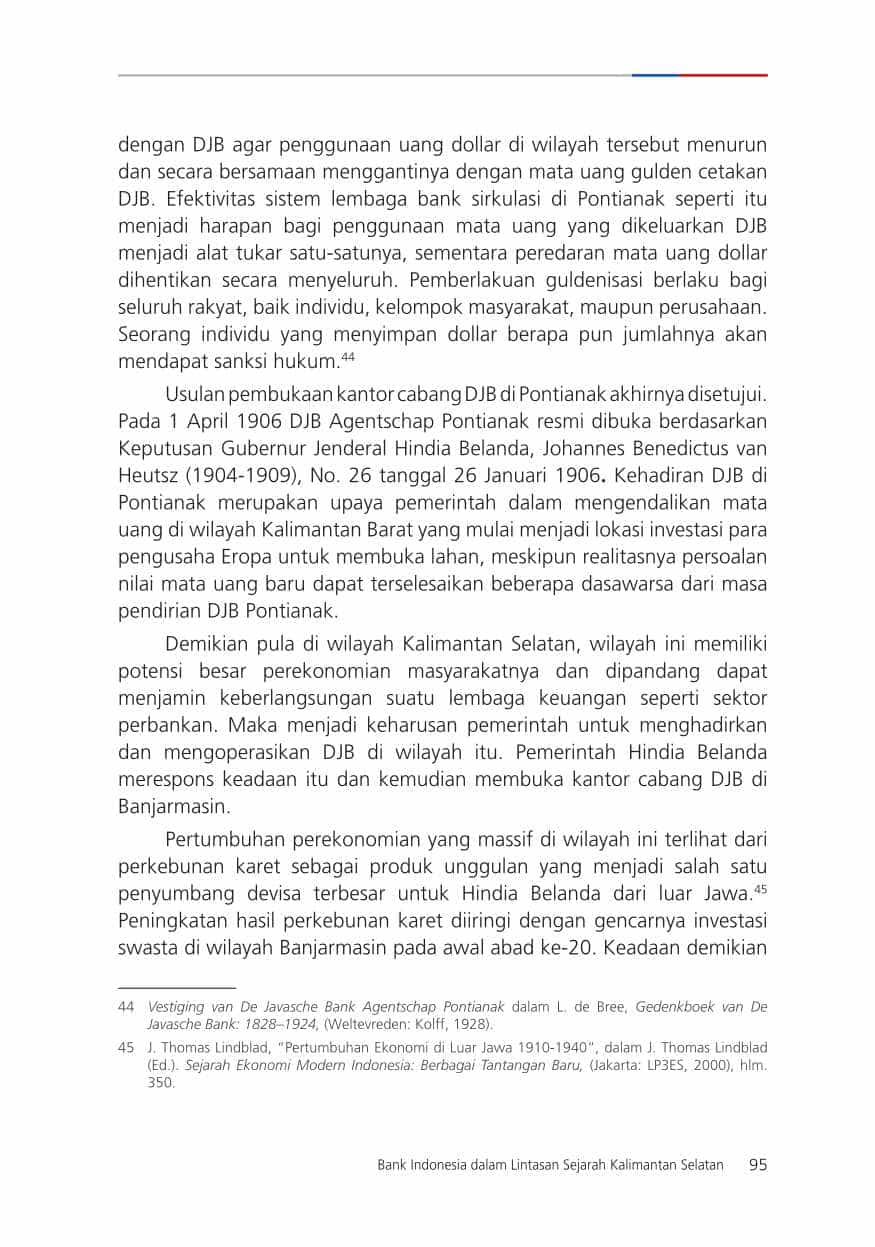 dengan DJB agar penggunaan uang dollar di wilayah tersebut menurun
dan secara bersamaan menggantinya dengan mata uang gulden cetakan
DJB. Efektivitas sistem lembaga bank sirkulasi di Pontianak seperti itu
menjadi harapan bagi penggunaan mata uang yang dikeluarkan DJB
menjadi alat tukar satu-satunya, sementara peredaran mata uang dollar
dihentikan secara menyeluruh. Pemberlakuan guldenisasi berlaku bagi
seluruh rakyat, baik individu, kelompok masyarakat, maupun perusahaan.
Seorang individu yang menyimpan dollar berapa pun jumlahnya akan
mendapat sanksi hukum.44
Usulan pembukaan kantor cabang DJB di Pontianak akhirnya disetujui.
Pada 1 April 1906 DJB Agentschap Pontianak resmi dibuka berdasarkan
Keputusan Gubernur Jenderal Hindia Belanda, Johannes Benedictus van
Heutsz (1904-1909), No. 26 tanggal 26 Januari 1906. Kehadiran DJB di
Pontianak merupakan upaya pemerintah dalam mengendalikan mata
uang di wilayah Kalimantan Barat yang mulai menjadi lokasi investasi para
pengusaha Eropa untuk membuka lahan, meskipun realitasnya persoalan
nilai mata uang baru dapat terselesaikan beberapa dasawarsa dari masa
pendirian DJB Pontianak.
Demikian pula di wilayah Kalimantan Selatan, wilayah ini memiliki
potensi besar perekonomian masyarakatnya dan dipandang dapat
menjamin keberlangsungan suatu lembaga keuangan seperti sektor
perbankan. Maka menjadi keharusan pemerintah untuk menghadirkan
dan mengoperasikan DJB di wilayah itu. Pemerintah Hindia Belanda
merespons keadaan itu dan kemudian membuka kantor cabang DJB di
Banjarmasin.
Pertumbuhan perekonomian yang massif di wilayah ini terlihat dari
perkebunan karet sebagai produk unggulan yang menjadi salah satu
penyumbang devisa terbesar untuk Hindia Belanda dari luar Jawa.45
Peningkatan hasil perkebunan karet diiringi dengan gencarnya investasi
swasta di wilayah Banjarmasin pada awal abad ke-20. Keadaan demikian
44 Vestiging van De Javasche Bank Agentschap Pontianak dalam L. de Bree, Gedenkboek van De
Javasche Bank: 1828–1924, (Weltevreden: Kolff, 1928).
45 J. Thomas Lindblad, "Pertumbuhan Ekonomi di Luar Jawa 1910-1940", dalam J. Thomas Lindblad
(Ed.). Sejarah Ekonomi Modern Indonesia: Berbagai Tantangan Baru, (Jakarta: LP3ES, 2000), hlm.
350.
Bank Indonesia dalam Lintasan Sejarah Kalimantan Selatan 95